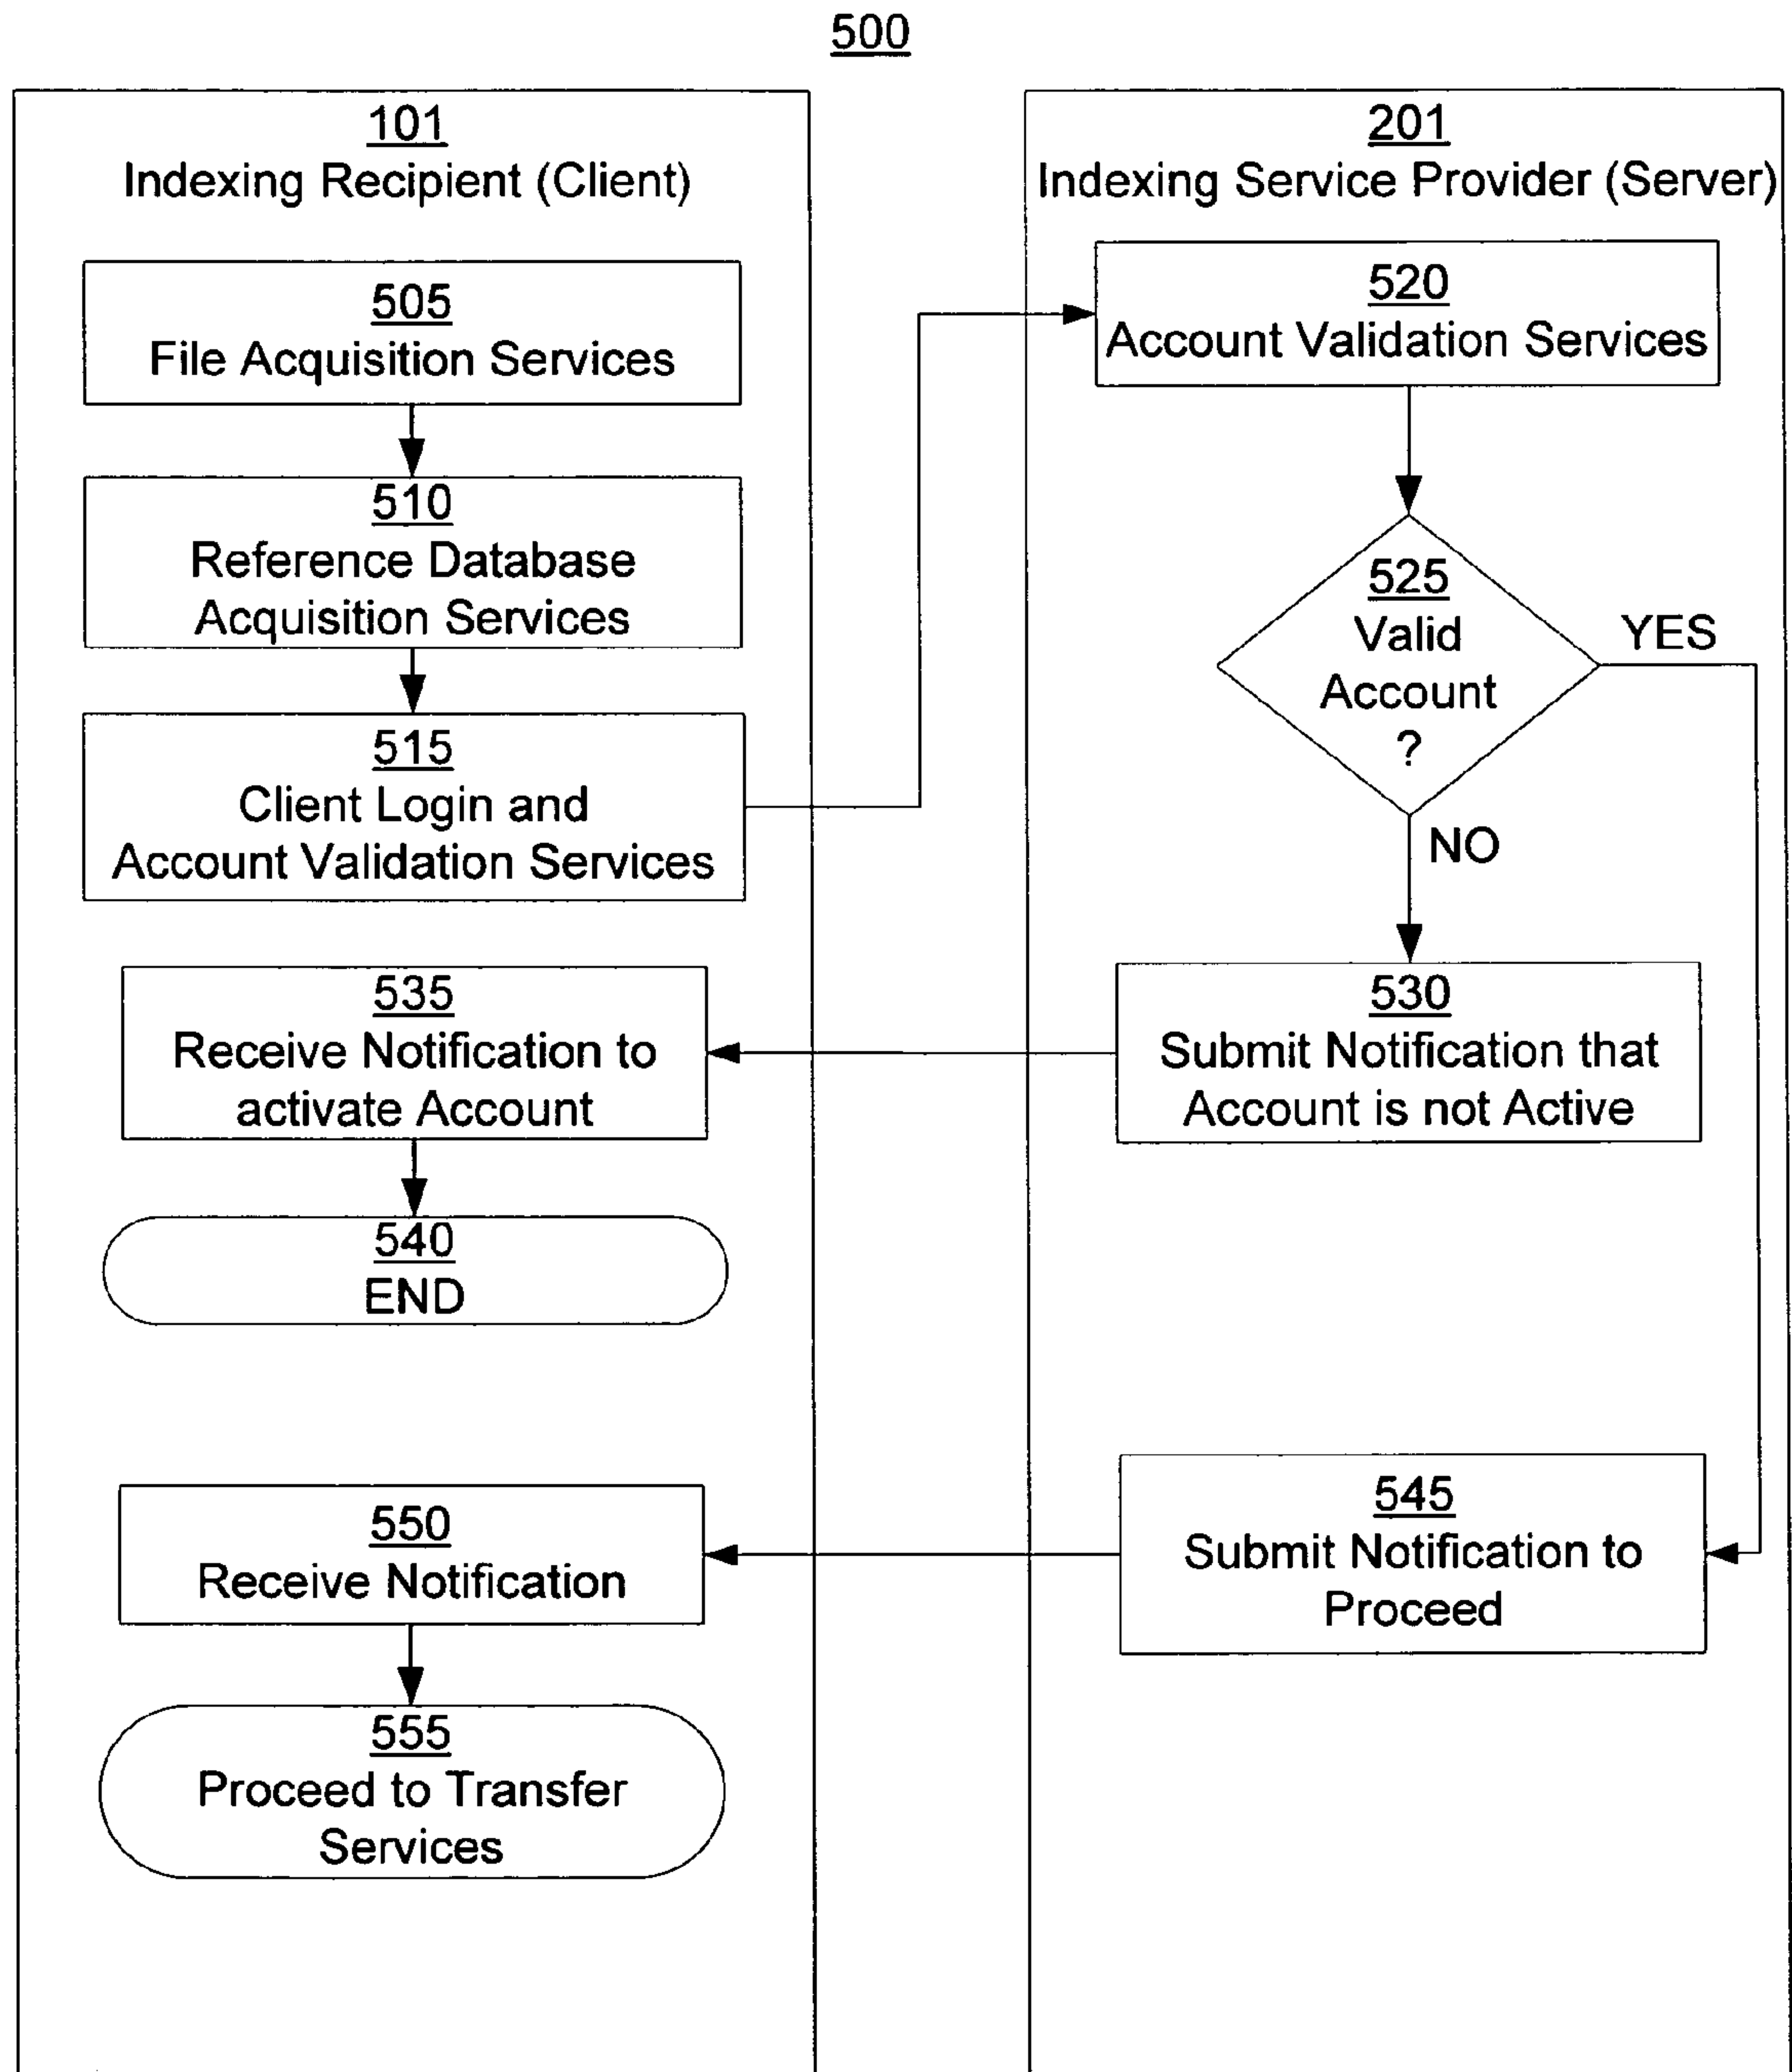 500
101
Indexing Recipient (Client)
505
File Acquisition Services
510
Reference Database
Acquisition Services
515
Client Login and
Account Validation Services
535
Receive Notification to
activate Account
540
END
550
Receive Notification
555
Proceed to Transfer
Services
201
Indexing Service Provider (Server)
520
Account Validation Services
525
Valid
Account
?
YES
NO
530
Submit Notification that
Account is not Active
545
Submit Notification to
Proceed